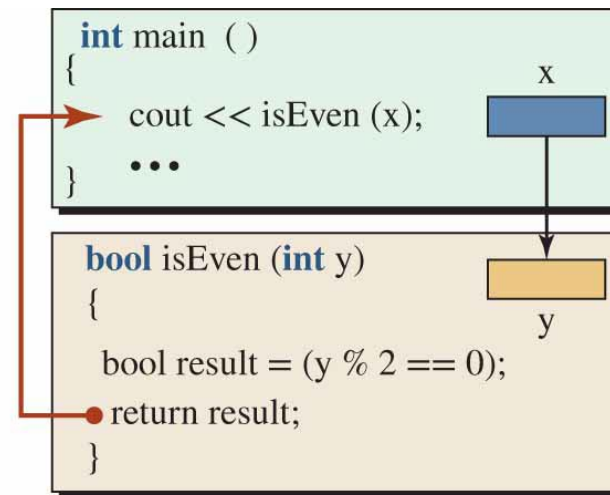 int main ( )
{
cout << isEven (x);
•••
}
x
bool isEven (int y)
{
bool result = (y % 2 == 0);
return result;
}
y